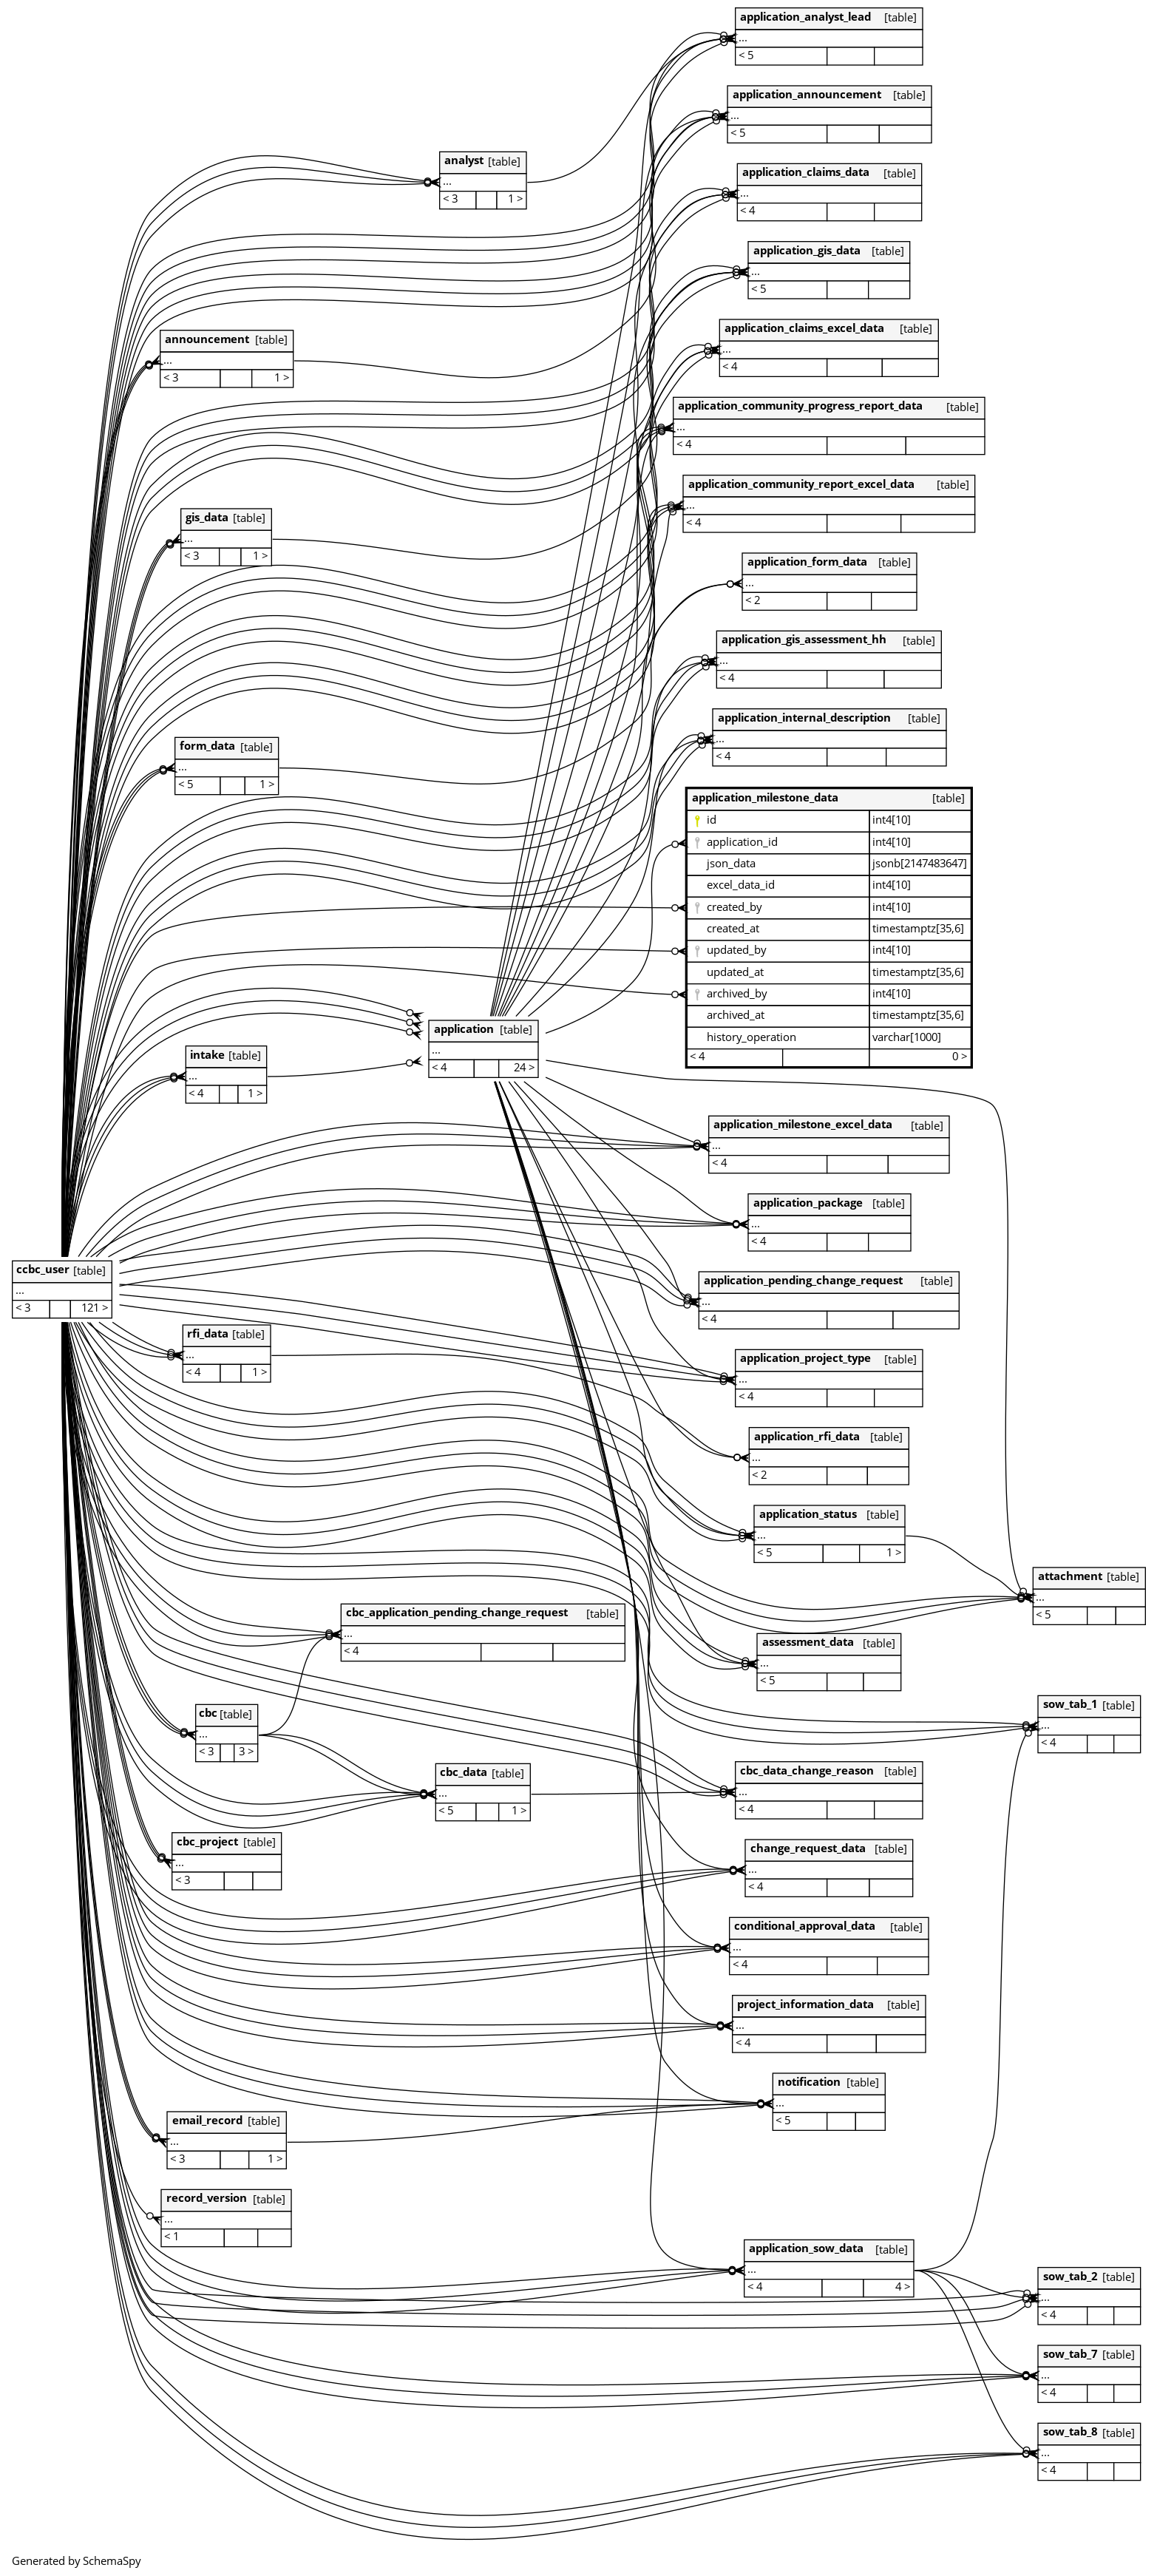 application_analyst_lead [table]
...
< 5
application_announcement [table]
...
< 5
analyst [table]
...
< 3 1 >
application_claims_data [table]
...
< 4
application_gis_data [table]
...
< 5
application_claims_excel_data [table]
...
< 4
announcement [table]
...
< 3 1 >
application_community_progress_report_data [table]
...
< 4
application_community_report_excel_data [table]
...
< 4
gis_data [table]
...
< 3 1 >
application_form_data [table]
...
< 2
application_gis_assessment_hh [table]
...
< 4
application_internal_description [table]
...
< 4
form_data [table]
...
< 5 1 >
application_milestone_data [table]
id int4[10]
application_id int4[10]
json_data jsonb[2147483647]
excel_data_id int4[10]
created_by int4[10]
created_at timestamptz[35,6]
updated_by int4[10]
updated_at timestamptz[35,6]
archived_by int4[10]
archived_at timestamptz[35,6]
history_operation varchar[1000]
< 4 0 >
application [table]
...
< 4 24 >
intake [table]
...
< 4 1 >
application_milestone_excel_data [table]
...
< 4
application_package [table]
...
< 4
ccbc_user [table]
...
< 3 121 >
application_pending_change_request [table]
...
< 4
rfi_data [table]
...
< 4 1 >
application_project_type [table]
...
< 4
application_rfi_data [table]
...
< 2
application_status [table]
...
< 5 1 >
attachment [table]
...
< 5
cbc_application_pending_change_request [table]
...
< 4
assessment_data [table]
...
< 5
cbc [table]
...
< 3 3 >
sow_tab_1 [table]
...
< 4
cbc_data [table]
...
< 5 1 >
cbc_data_change_reason [table]
...
< 4
cbc_project [table]
...
< 3
change_request_data [table]
...
< 4
conditional_approval_data [table]
...
< 4
project_information_data [table]
...
< 4
notification [table]
...
< 5
email_record [table]
...
< 3 1 >
record_version [table]
...
< 1
application_sow_data [table]
...
< 4 4 >
sow_tab_2 [table]
...
< 4
sow_tab_7 [table]
...
< 4
sow_tab_8 [table]
...
< 4
Generated by SchemaSpy